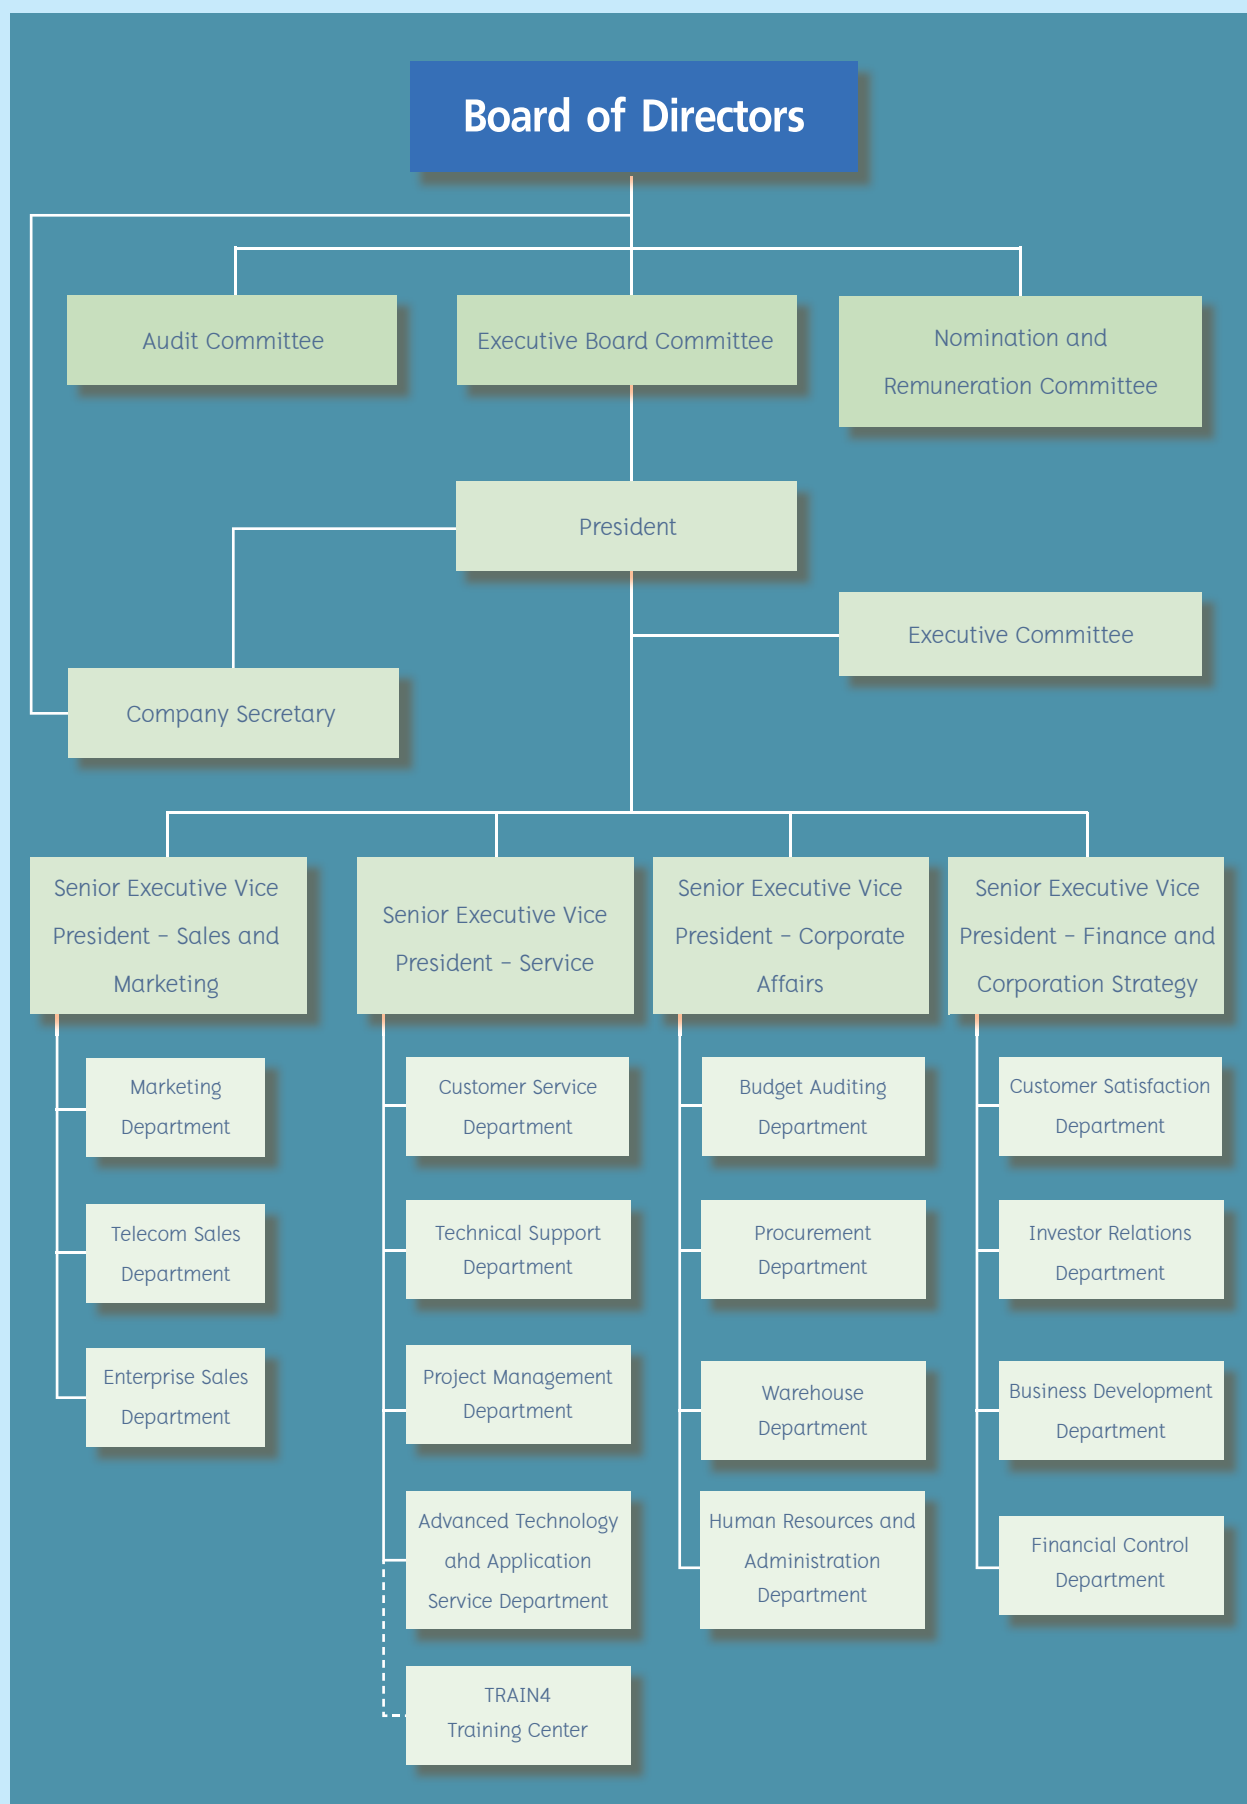 Board of Directors
Audit Committee
Executive Board Committee
Nomination and
Remuneration Committee
President
Executive Committee
Company Secretary
Senior Executive Vice
President – Sales and
Marketing
Senior Executive Vice
President – Service
Senior Executive Vice
President – Corporate
Affairs
Senior Executive Vice
President – Finance and
Corporation Strategy
Marketing
Department
Telecom Sales
Department
Enterprise Sales
Department
Customer Service
Department
Technical Support
Department
Project Management
Department
Advanced Technology
ahd Application
Service Department
TRAIN4
Training Center
Budget Auditing
Department
Procurement
Department
Warehouse
Department
Human Resources and
Administration
Department
Customer Satisfaction
Department
Investor Relations
Department
Business Development
Department
Financial Control
Department